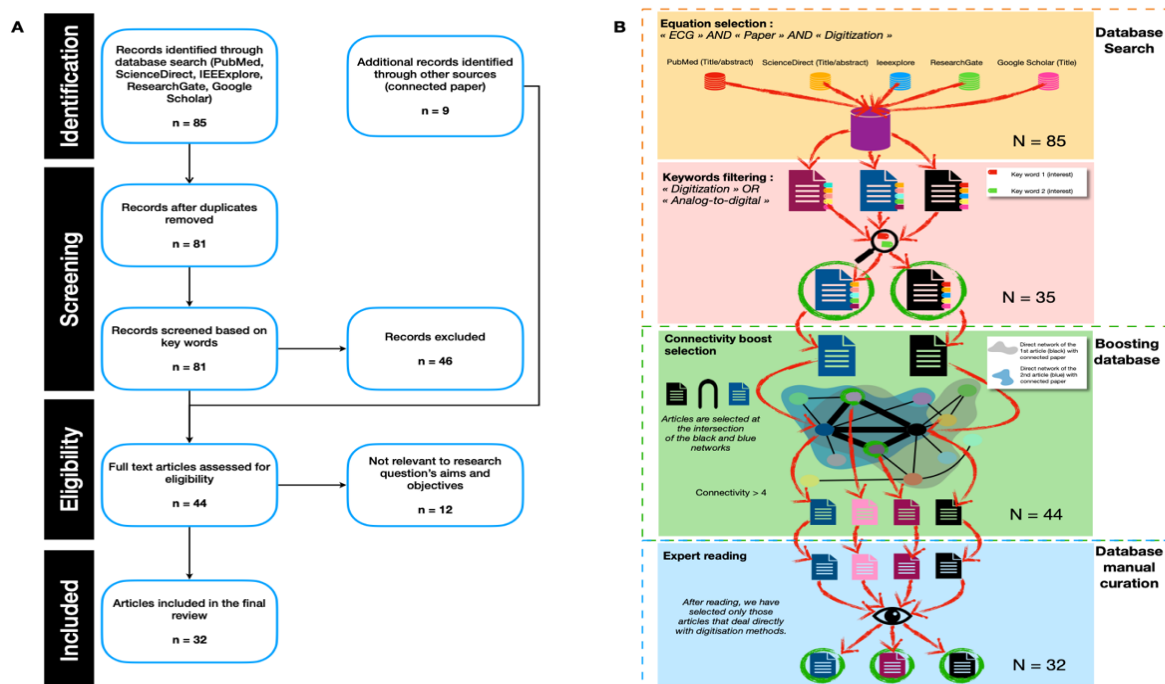 A
Identification
Records identified through
database search (PubMed,
ScienceDirect, IEEExplore,
ResearchGate, Google
Scholar)
n = 85
Additional records identified
through other sources
(connected paper)
n = 9
Screening
Records after duplicates
removed
n = 81
Records screened based on
key words
n = 81
Records excluded
n = 46
Eligibility
Full text articles assessed for
eligibility
n = 44
Not relevant to research
question's aims and
objectives
n = 12
Included
Articles included in the final
review
n = 32
B
Equation selection :
« ECG » AND « Paper » AND « Digitization »
Database
Search
PubMed (Title/abstract)
ScienceDirect (Title/abstract)
Ieeexplore
ResearchGate
Google Scholar (Title)
N = 85
Keywords filtering :
« Digitization » OR
« Analog-to-digital »
Key word 1 (interest)
Key word 2 (interest)
N = 35
Connectivity boost
selection
Boosting
database
Direct network of the
1st article (black) with
connected paper
Direct network of the
2nd article (blue) with
connected paper
Articles are selected at
the intersection
of the black and blue
networks
Connectivity > 4
N = 44
Expert reading
Database
manual
curation
After reading, we have
selected only those
articles that deal directly
with digitisation methods.
N = 32